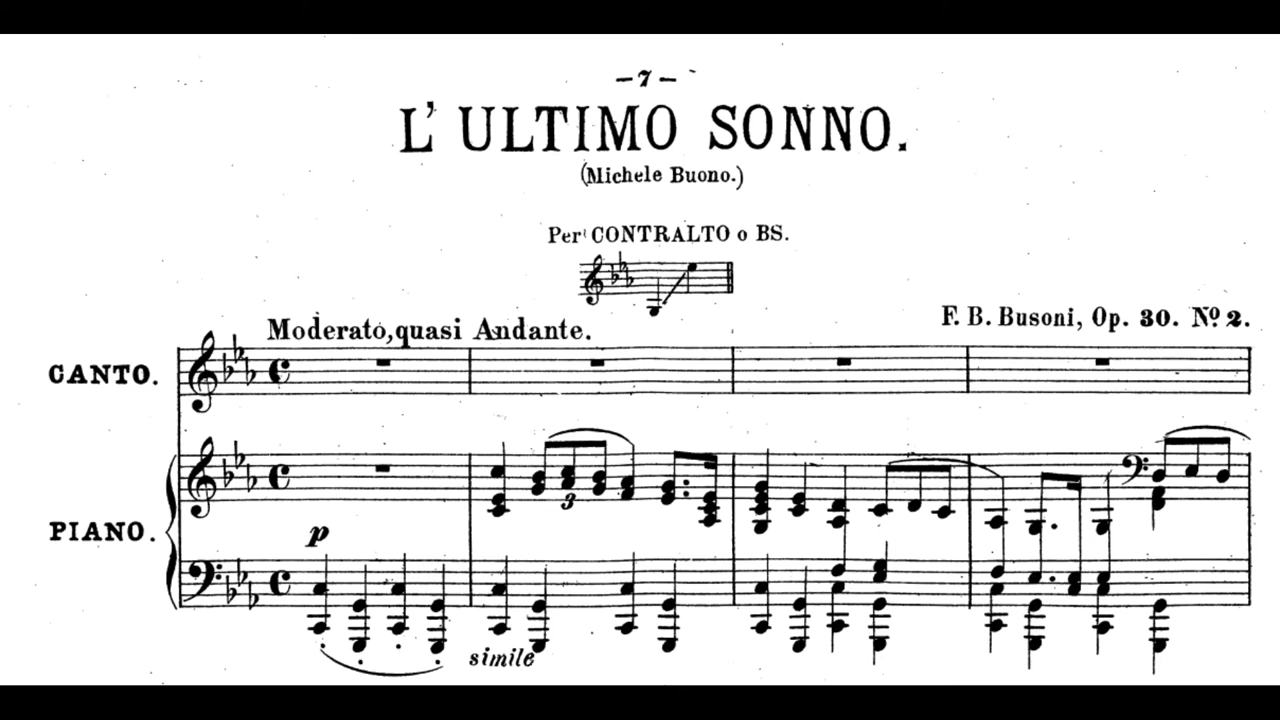 – 7 –
L' ULTIMO SONNO.
(Michele Buono.)
Per CONTRALTO o BS.
F. B. Busoni, Op. 30. Nº 2.
Moderato, quasi Andante.
CANTO.
3
PIANO.
p
simile